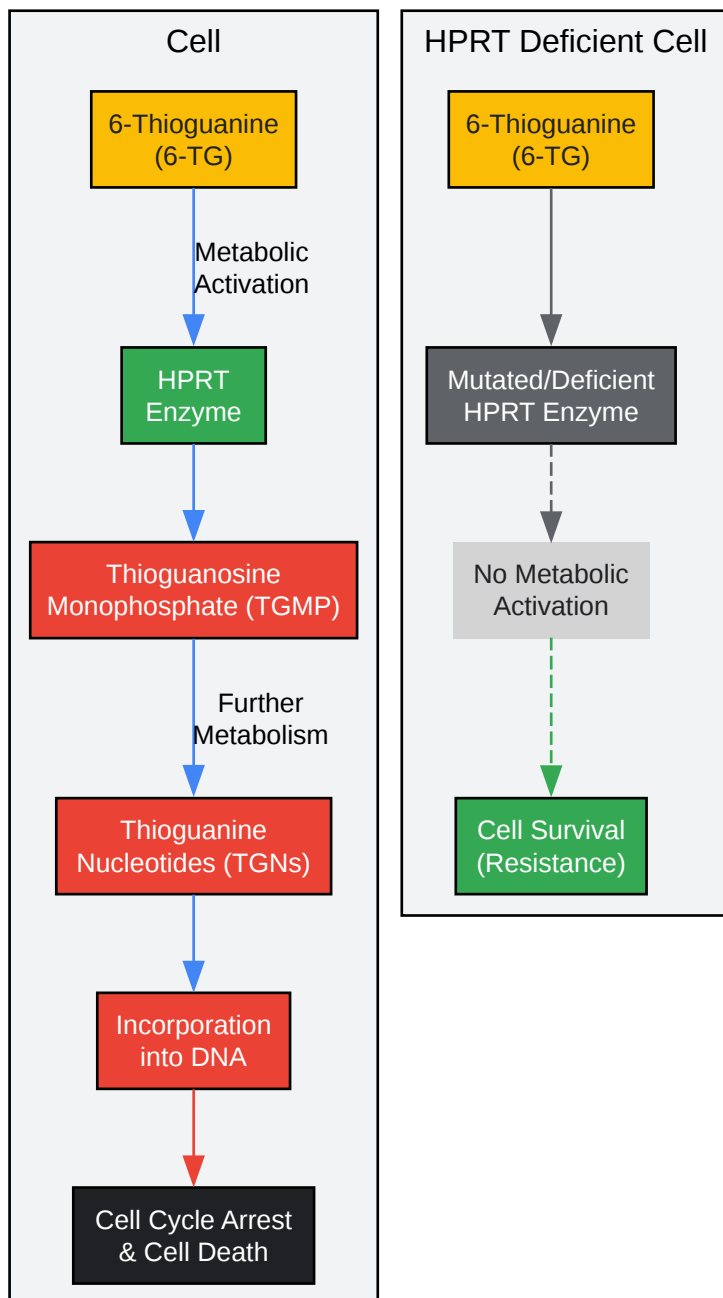 Cell
6-Thioguanine
(6-TG)
Metabolic
Activation
HPRT
Enzyme
Thioguanosine
Monophosphate (TGMP)
Further
Metabolism
Thioguanine
Nucleotides (TGNs)
Incorporation
into DNA
Cell Cycle Arrest
& Cell Death
HPRT Deficient Cell
6-Thioguanine
(6-TG)
Mutated/Deficient
HPRT Enzyme
No Metabolic
Activation
Cell Survival
(Resistance)